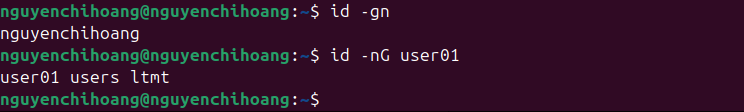 nguyenchihoang@nguyenchihoang:~$ id -gn
nguyenchihoang
nguyenchihoang@nguyenchihoang:~$ id -nG user01
user01 users ltmt
nguyenchihoang@nguyenchihoang:~$